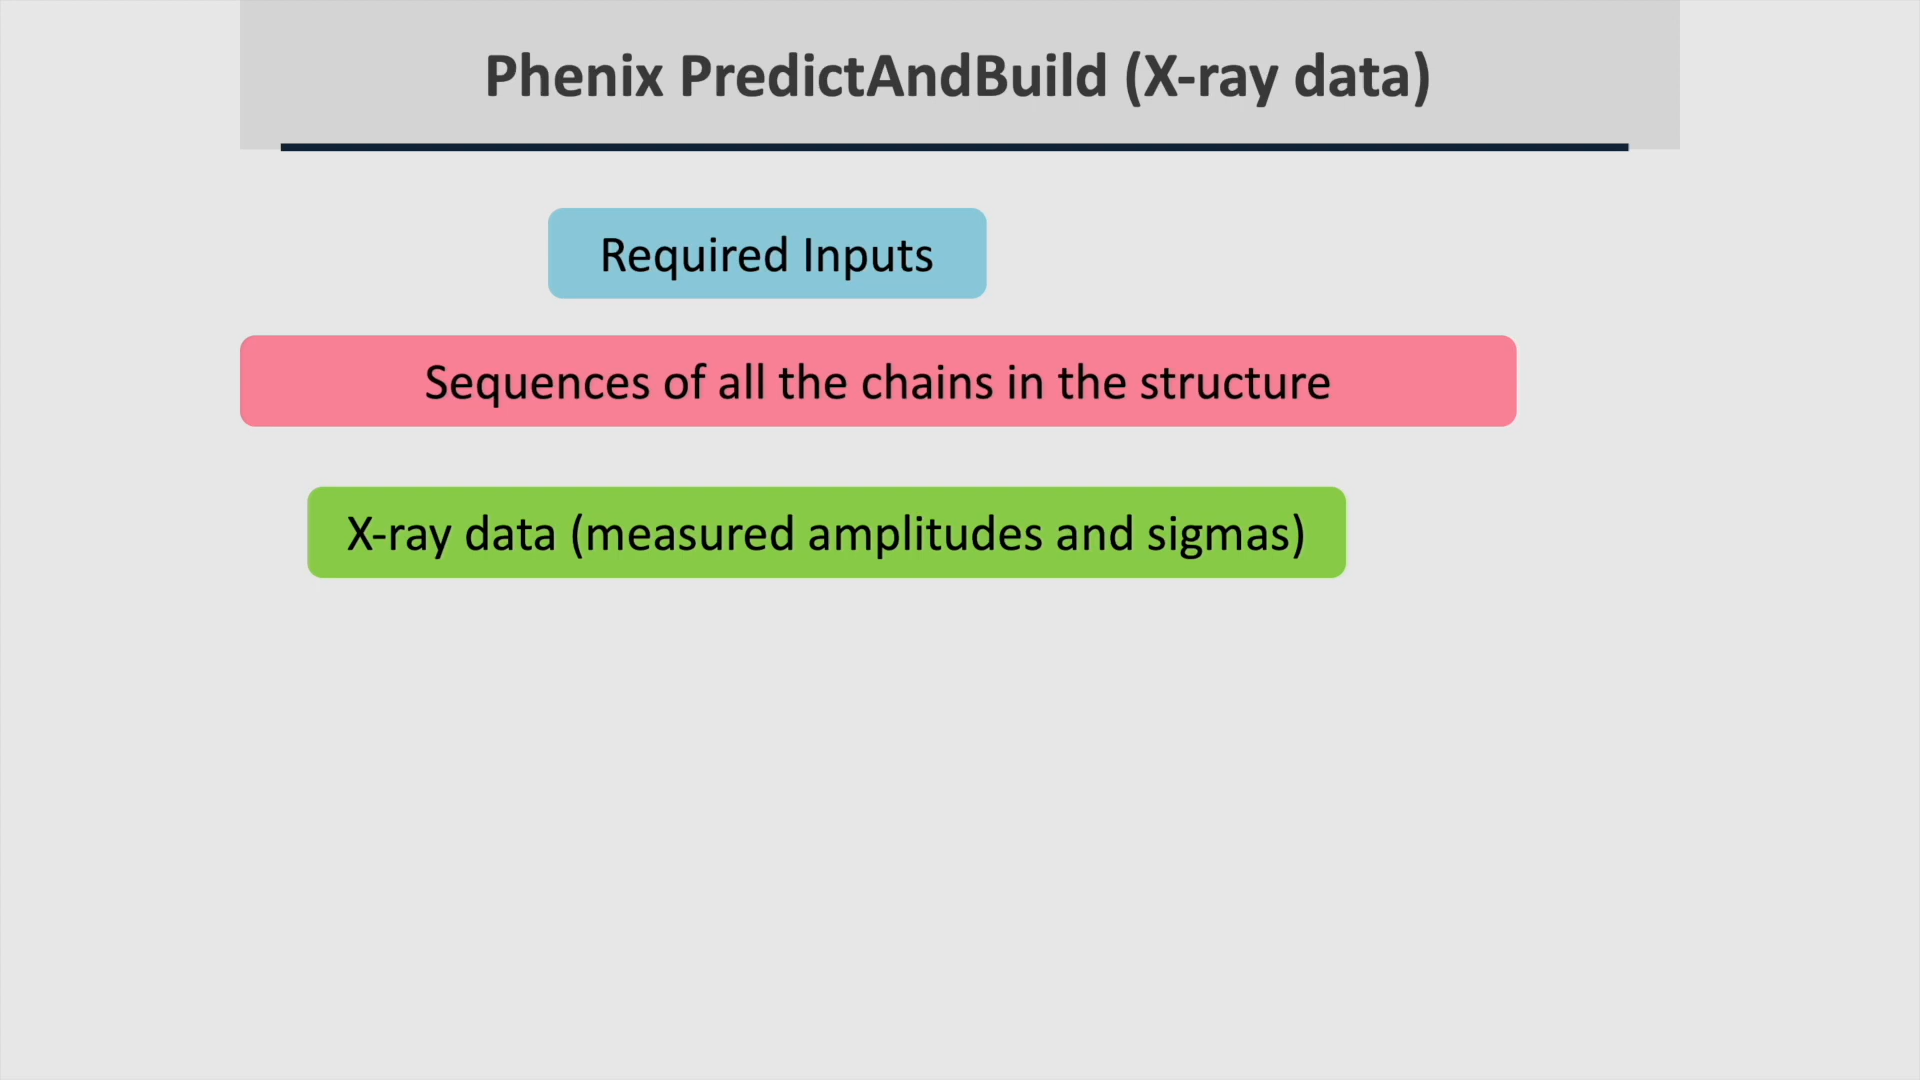 Phenix PredictAndBuild (X-ray data)
Required Inputs
Sequences of all the chains in the structure
X-ray data (measured amplitudes and sigmas)